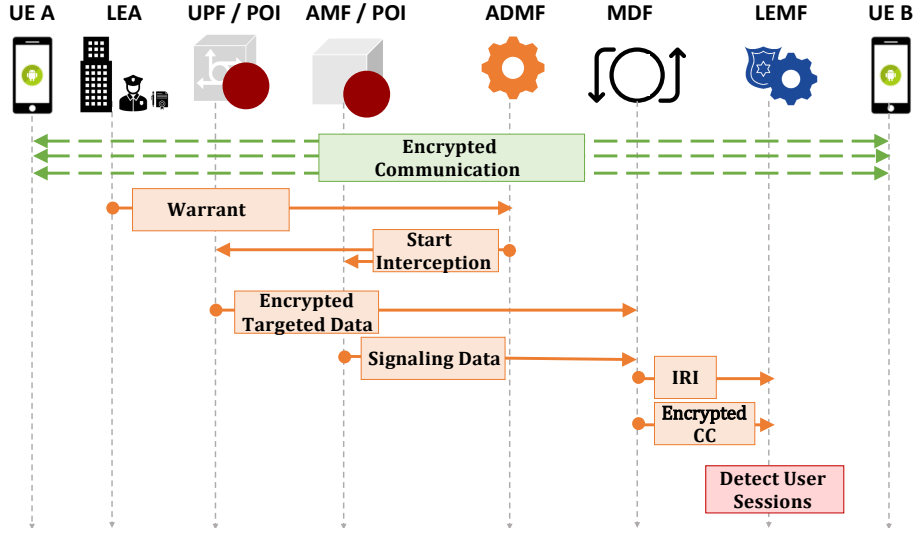 UE A LEA UPF / POI AMF / POI ADMF MDF LEMF UE B
Encrypted
Communication
Warrant
Start
Interception
Encrypted
Targeted Data
Signaling Data
IRI
Encrypted
CC
Detect User
Sessions